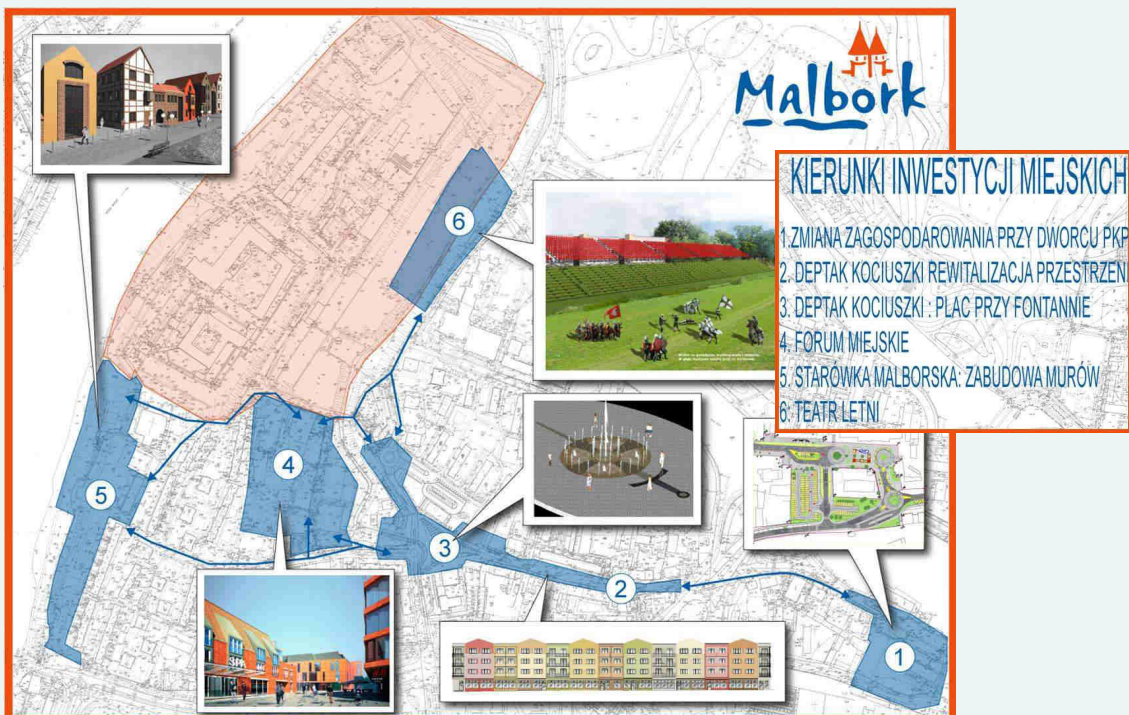 Malbork
KIERUNKI INWESTYCJI MIEJSKICH
1.ZMIANA ZAGOSPODAROWANIA PRZY DWORCU PKP
2. DEPTAK KOCIUSZKI REWITALIZACJA PRZESTRZENI
3. DEPTAK KOCIUSZKI : PLAC PRZY FONTANNIE
4. FORUM MIEJSKIE
5. STARÓWKA MALBORSKA: ZABUDOWA MURÓW
6. TEATR LETNI
6
4
5
3
2
1